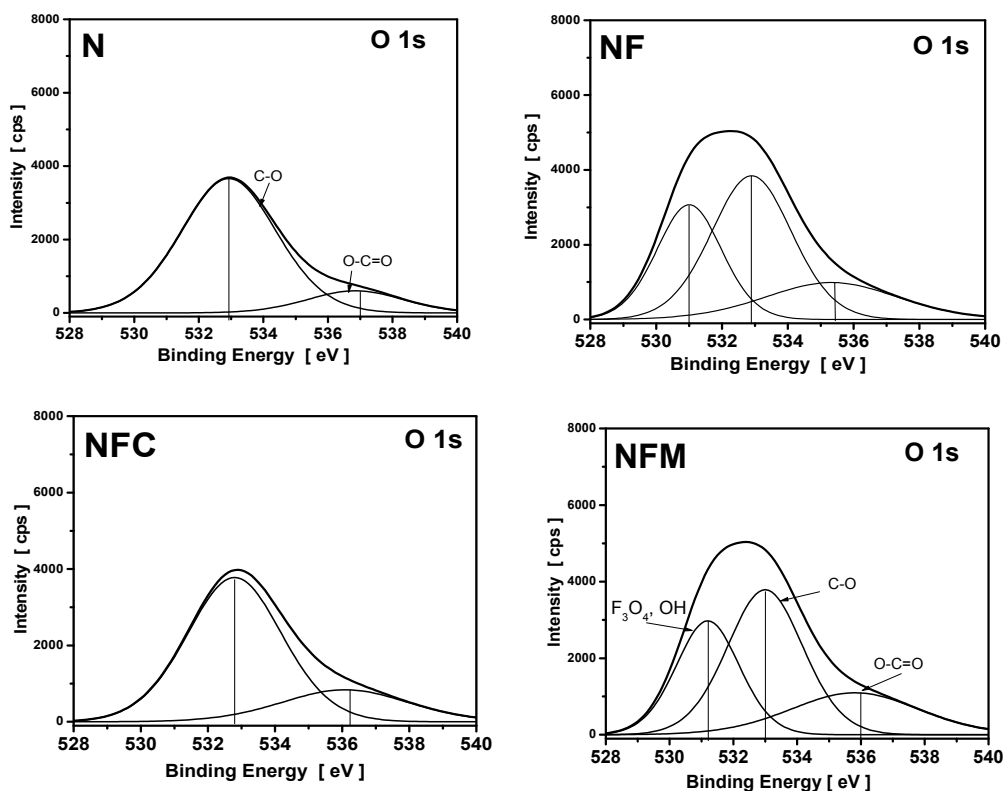 N
O 1s
8000
6000
4000
2000
0
Intensity [ cps ]
C-O
O-C=O
528 530 532 534 536 538 540
Binding Energy [ eV ]
NF
O 1s
8000
6000
4000
2000
0
Intensity [ cps ]
528 530 532 534 536 538 540
Binding Energy [ eV ]
NFC
O 1s
8000
6000
4000
2000
0
Intensity [ cps ]
528 530 532 534 536 538 540
Binding Energy [ eV ]
NFM
O 1s
8000
6000
4000
2000
0
Intensity [ cps ]
F₃O₄, OH
C-O
O-C=O
528 530 532 534 536 538 540
Binding Energy [ eV ]